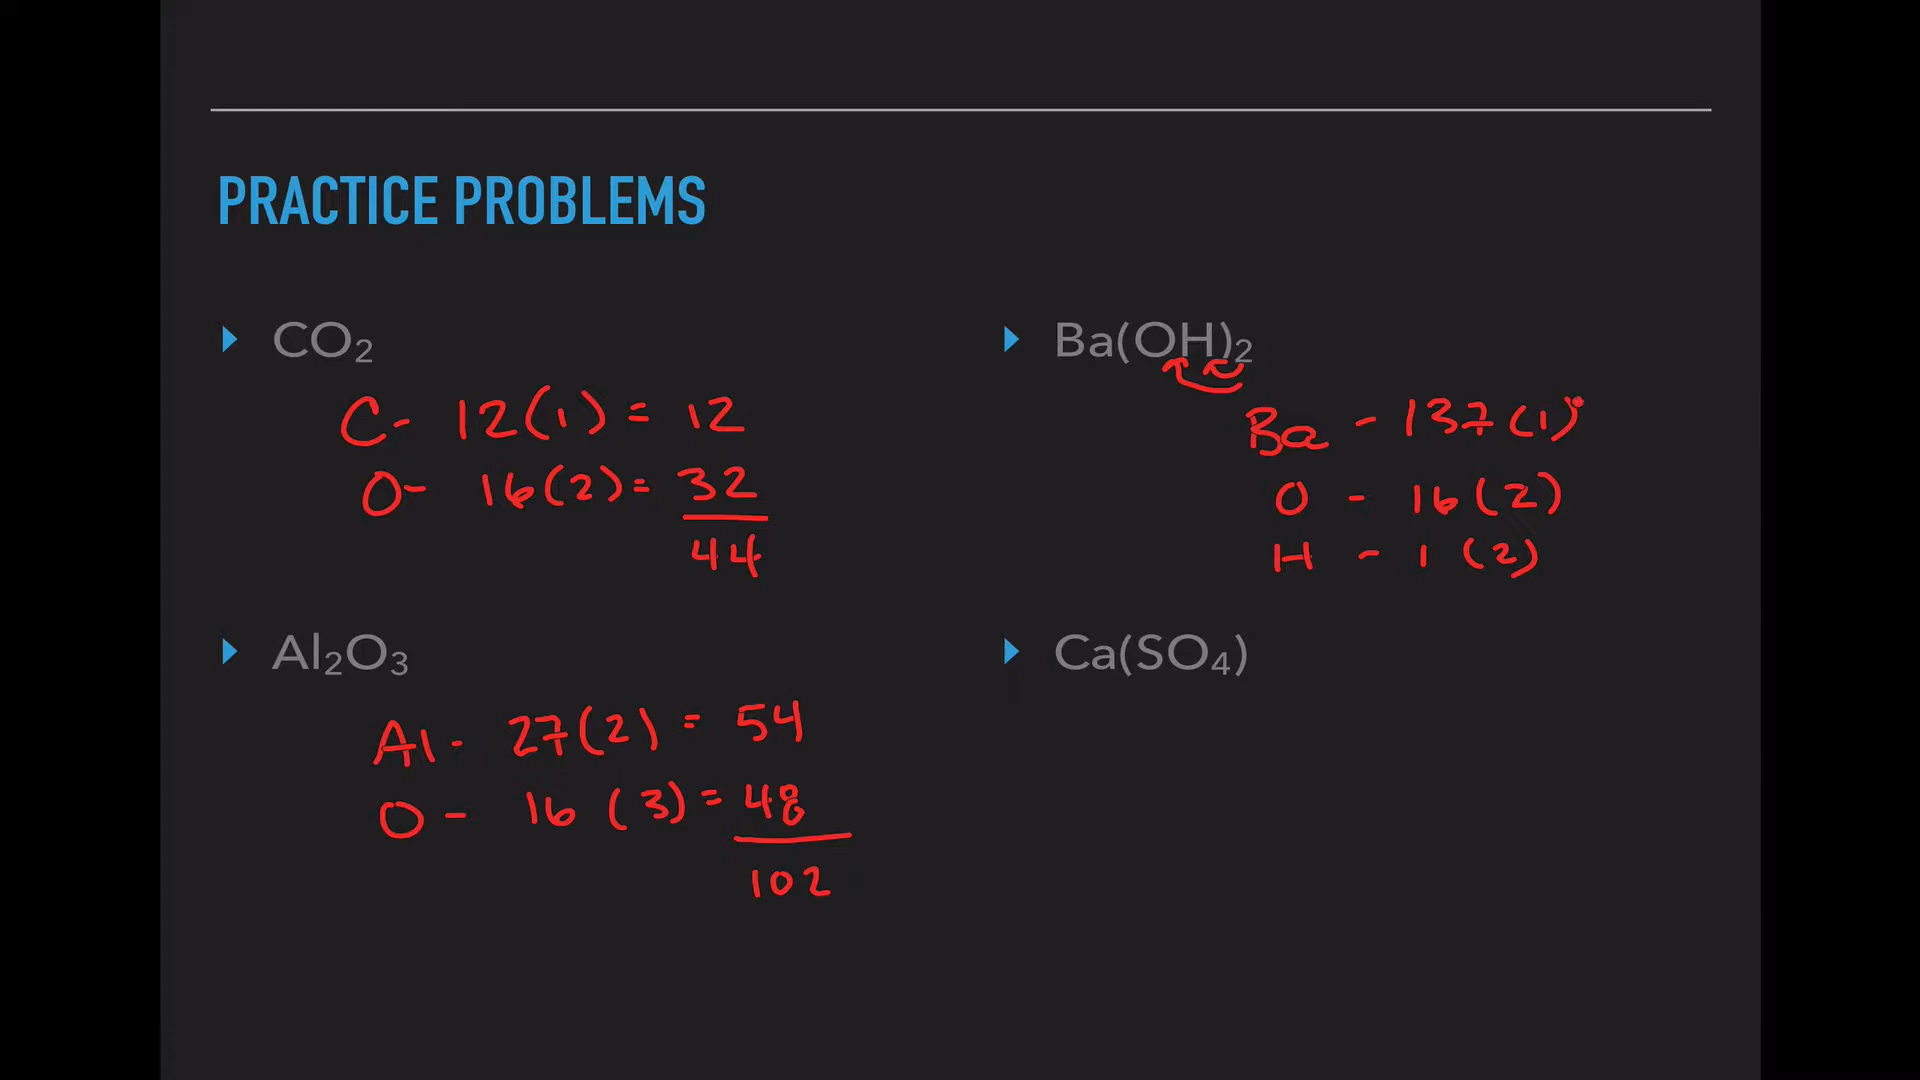 PRACTICE PROBLEMS
CO₂
C- 12(1) = 12
O- 16(2) = 32
44
Al₂O₃
Al- 27(2) = 54
O- 16(3) = 48
102
Ba(OH)₂
Ba - 137(1)
O - 16(2)
H - 1(2)
Ca(SO₄)